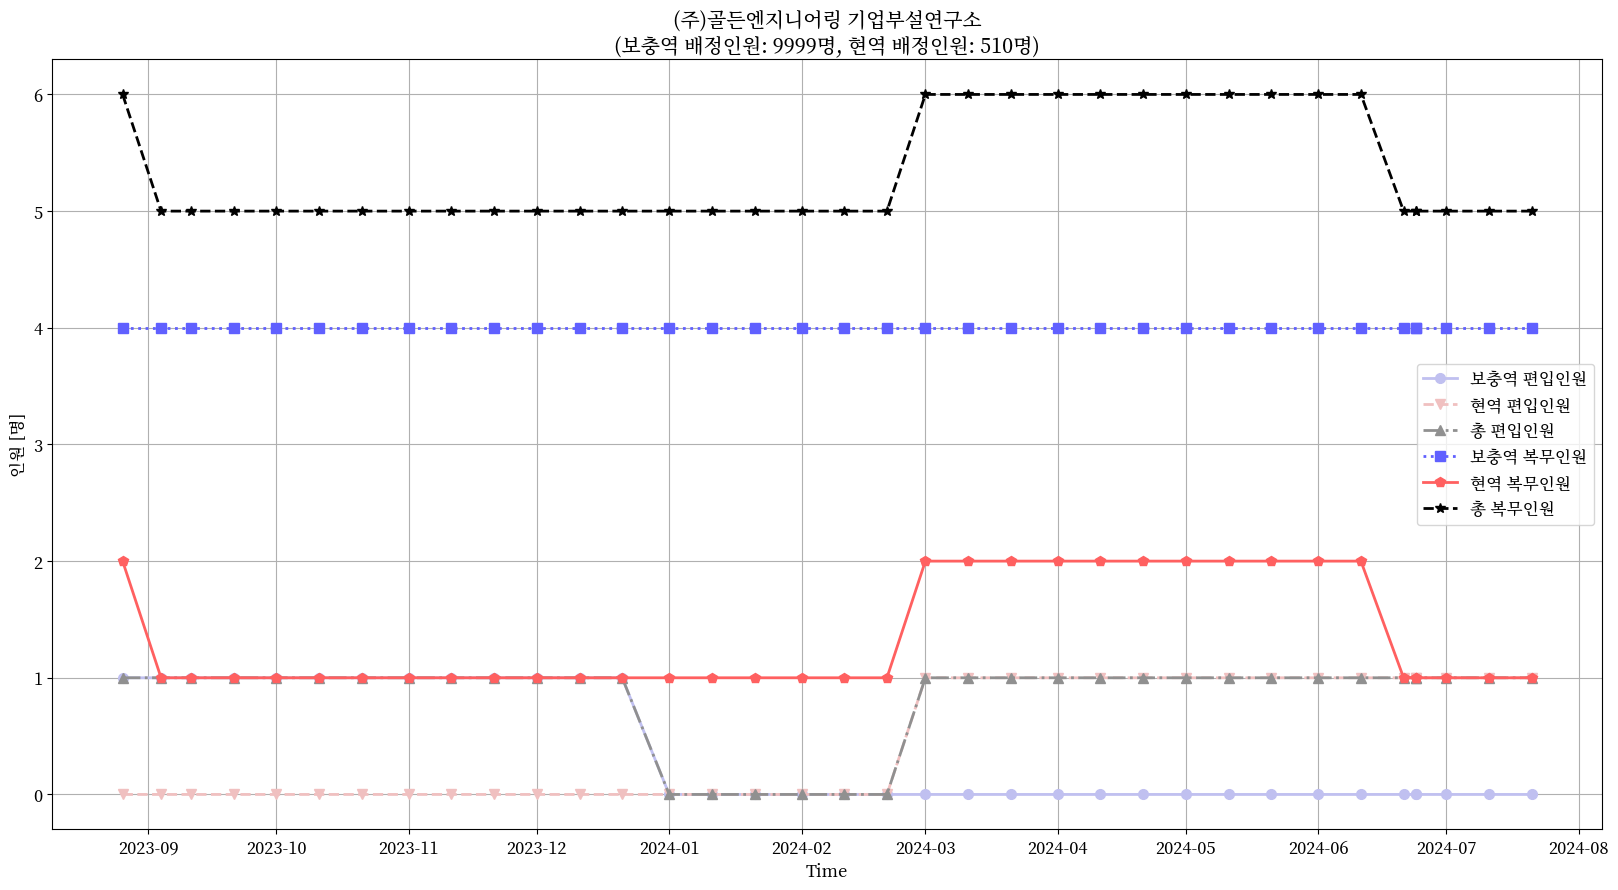 (주)골든엔지니어링 기업부설연구소
(보충역 배정인원: 9999명, 현역 배정인원: 510명)
6
5
4
3
2
1
0
인원 [명]
보충역 편입인원
현역 편입인원
총 편입인원
보충역 복무인원
현역 복무인원
총 복무인원
2023-09 2023-10 2023-11 2023-12 2024-01 2024-02 2024-03 2024-04 2024-05 2024-06 2024-07 2024-08
Time